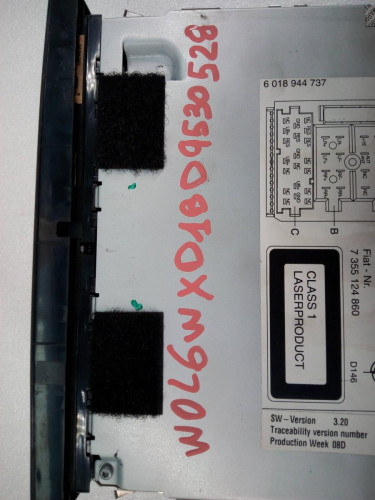 W0L6WX01809530528
6 018 944 737
C
B
Fiat - Nr.
7 355 124 860
CLASS 1
LASERPRODUCT
D146
SW-Version 3.20
Traceability version number
Production Week 08D